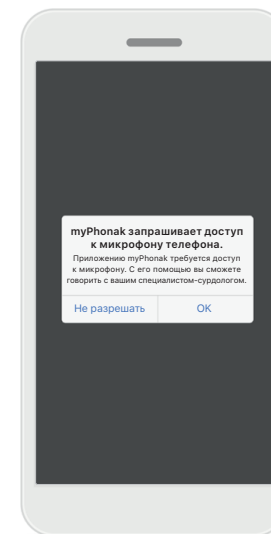 myPhonak запрашивает доступ
к микрофону телефона.
Приложению myPhonak требуется доступ
к микрофону. С его помощью вы сможете
говорить с вашим специалистом-сурдологом.
Не разрешать OK